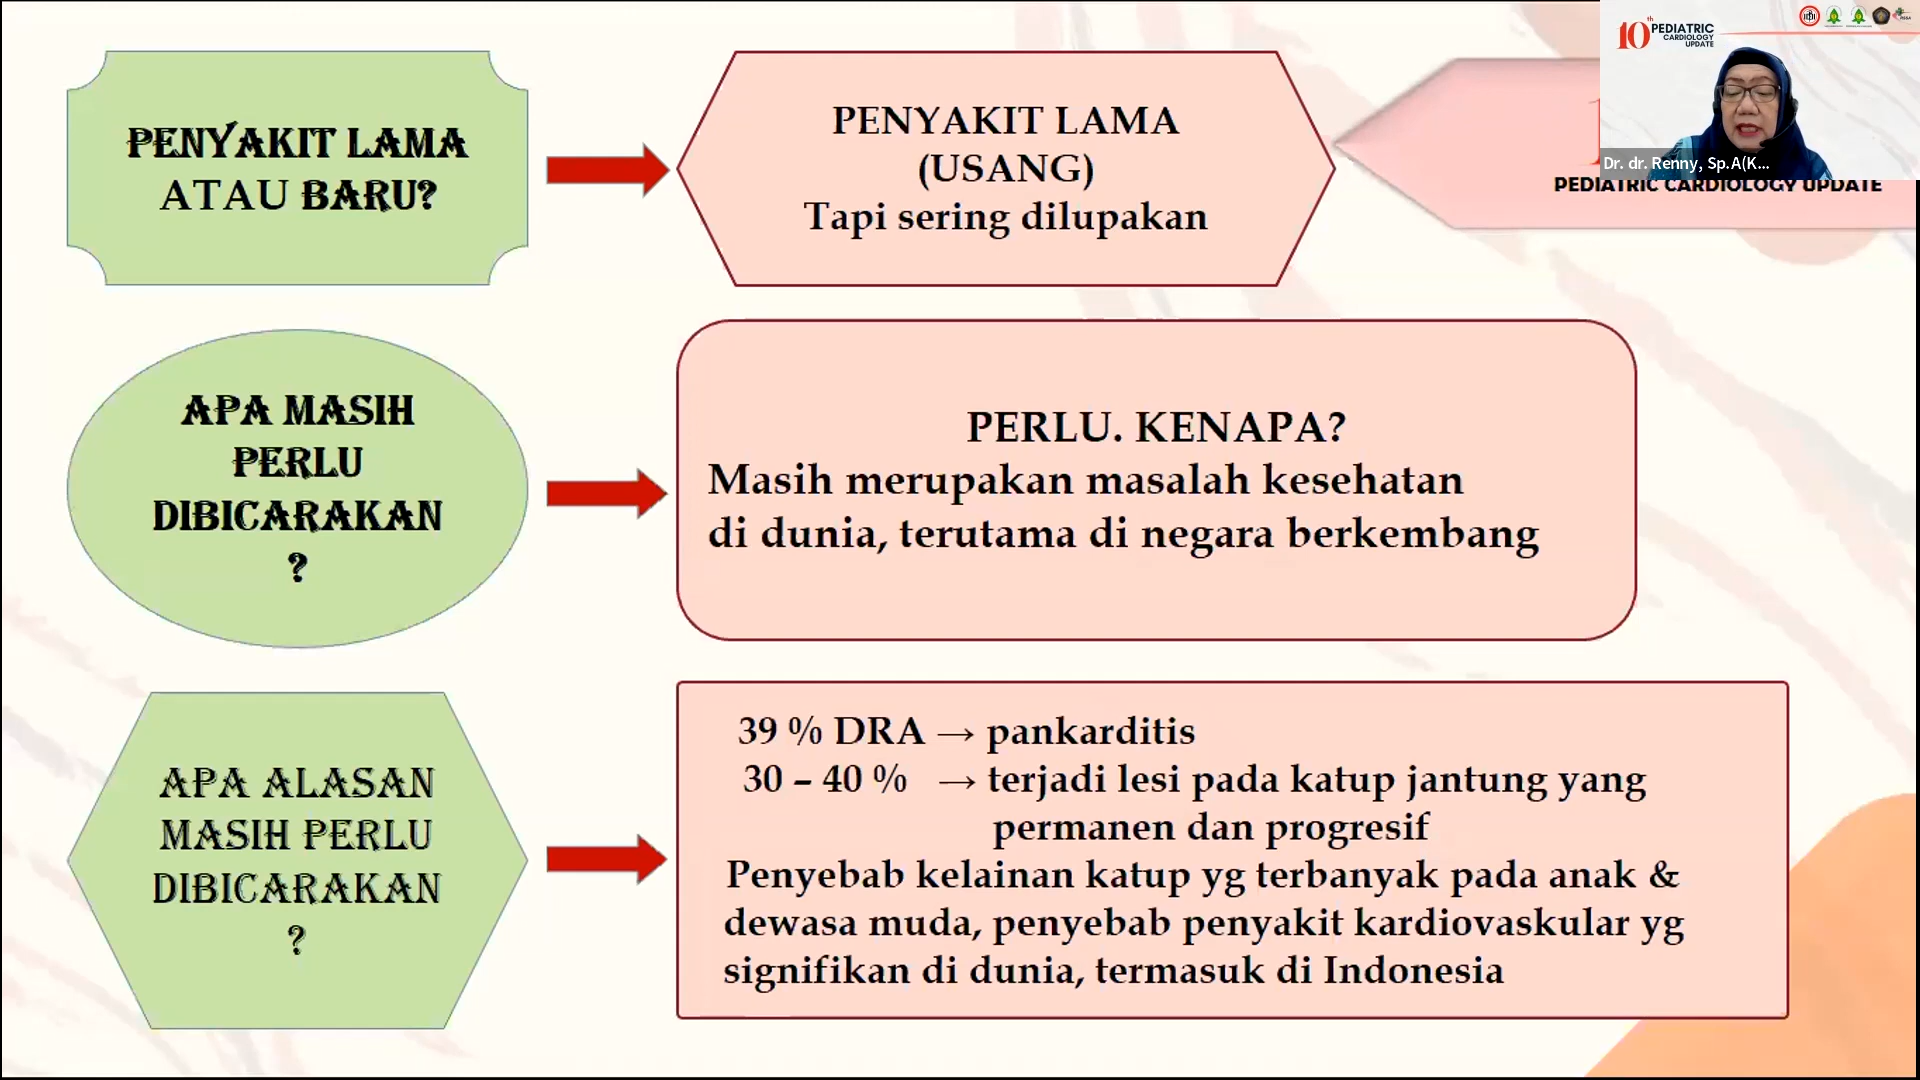 PENYAKIT LAMA
ATAU BARU?
PENYAKIT LAMA
(USANG)
Tapi sering dilupakan
10th PEDIATRIC
CARDIOLOGY
UPDATE
Dr. dr. Renny, Sp.A(K...
PEDIATRIC CARDIOLOGY UPDATE
APA MASIH
PERLU
DIBICARAKAN
?
PERLU. KENAPA?
Masih merupakan masalah kesehatan
di dunia, terutama di negara berkembang
APA ALASAN
MASIH PERLU
DIBICARAKAN
?
39 % DRA → pankarditis
30 – 40 % → terjadi lesi pada katup jantung yang
permanen dan progresif
Penyebab kelainan katup yg terbanyak pada anak &
dewasa muda, penyebab penyakit kardiovaskular yg
signifikan di dunia, termasuk di Indonesia